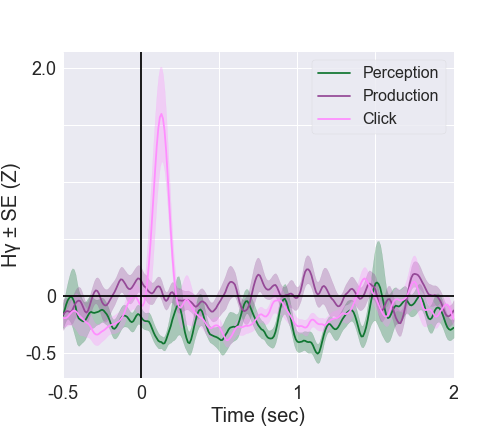 Perception
Production
Click
Hγ ± SE (Z)
2.0
0
-0.5
-0.5 0 1 2
Time (sec)